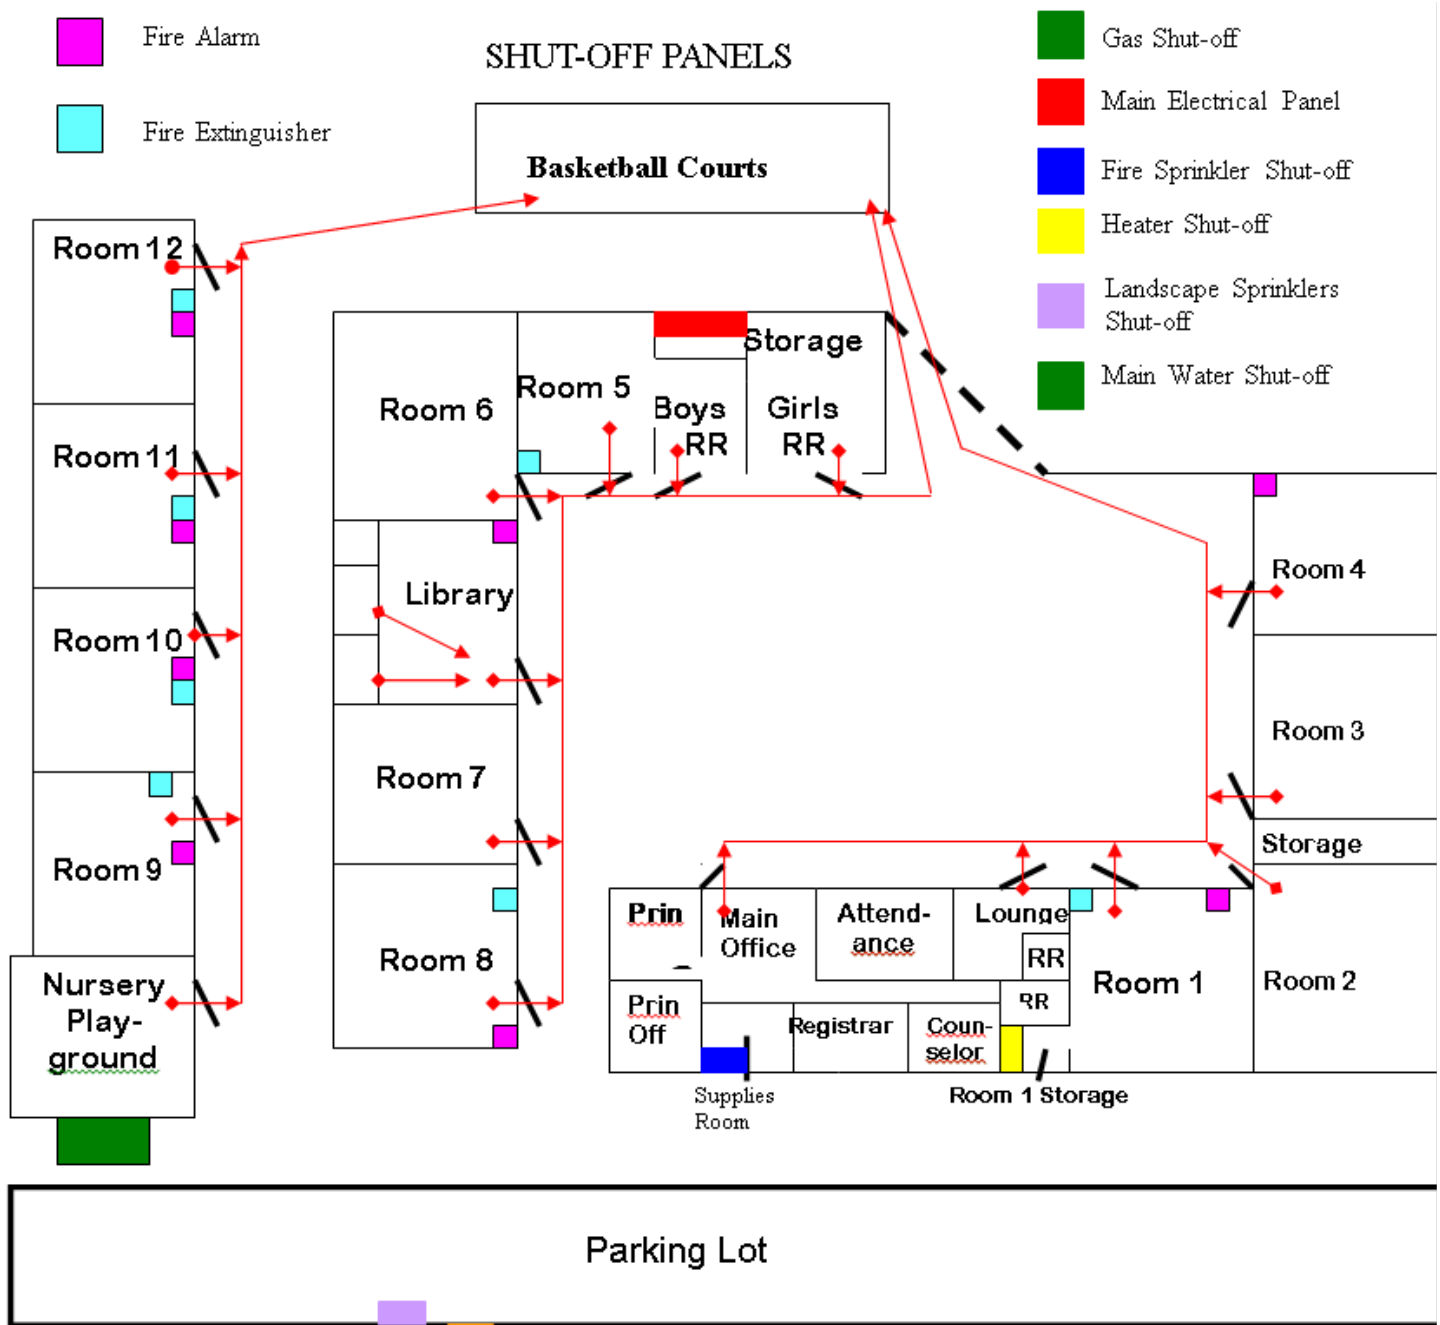 SHUT-OFF PANELS
Fire Alarm
Fire Extinguisher
Gas Shut-off
Main Electrical Panel
Fire Sprinkler Shut-off
Heater Shut-off
Landscape Sprinklers
Shut-off
Main Water Shut-off
Basketball Courts
Room 12
Room 11
Room 10
Room 9
Nursery
Play-
ground
Room 6
Room 5
Storage
Boys
RR
Girls
RR
Library
Room 7
Room 8
Room 4
Room 3
Storage
Room 2
Prin
Main
Office
Attend-
ance
Lounge
RR
RR
Room 1
Prin
Off
Registrar
Coun-
selor
Supplies
Room
Room 1 Storage
Parking Lot